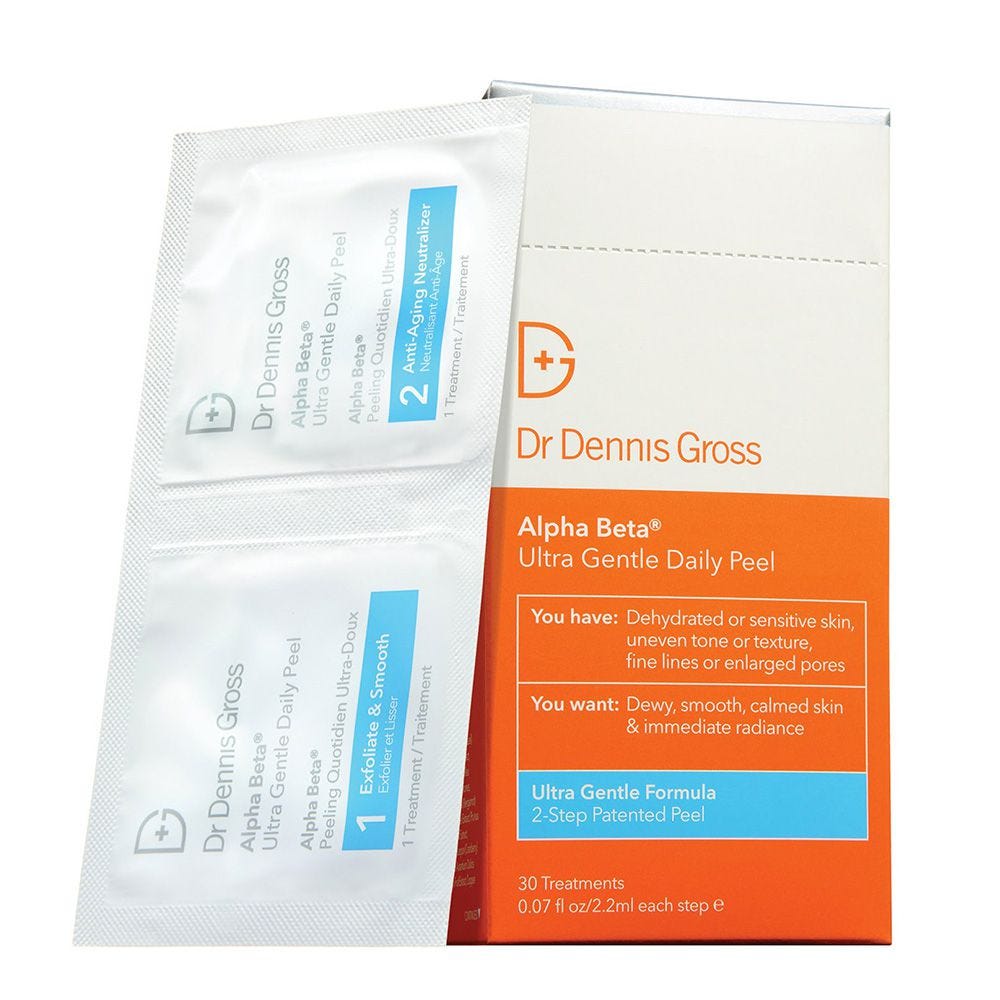 Dr Dennis Gross
Alpha Beta®
Ultra Gentle Daily Peel
Alpha Beta®
Peeling Quotidien Ultra-Doux
2 Anti-Aging Neutralizer
Neutralisant Anti-Âge
1 Treatment / Traitement
Dr Dennis Gross
Alpha Beta®
Ultra Gentle Daily Peel
Alpha Beta®
Peeling Quotidien Ultra-Doux
1 Exfoliate & Smooth
Exfolier et Lisser
1 Treatment / Traitement
Dr Dennis Gross
Alpha Beta®
Ultra Gentle Daily Peel
You have: Dehydrated or sensitive skin,
uneven tone or texture,
fine lines or enlarged pores
You want: Dewy, smooth, calmed skin
& immediate radiance
Ultra Gentle Formula
2-Step Patented Peel
30 Treatments
0.07 fl oz/2.2ml each step ℮